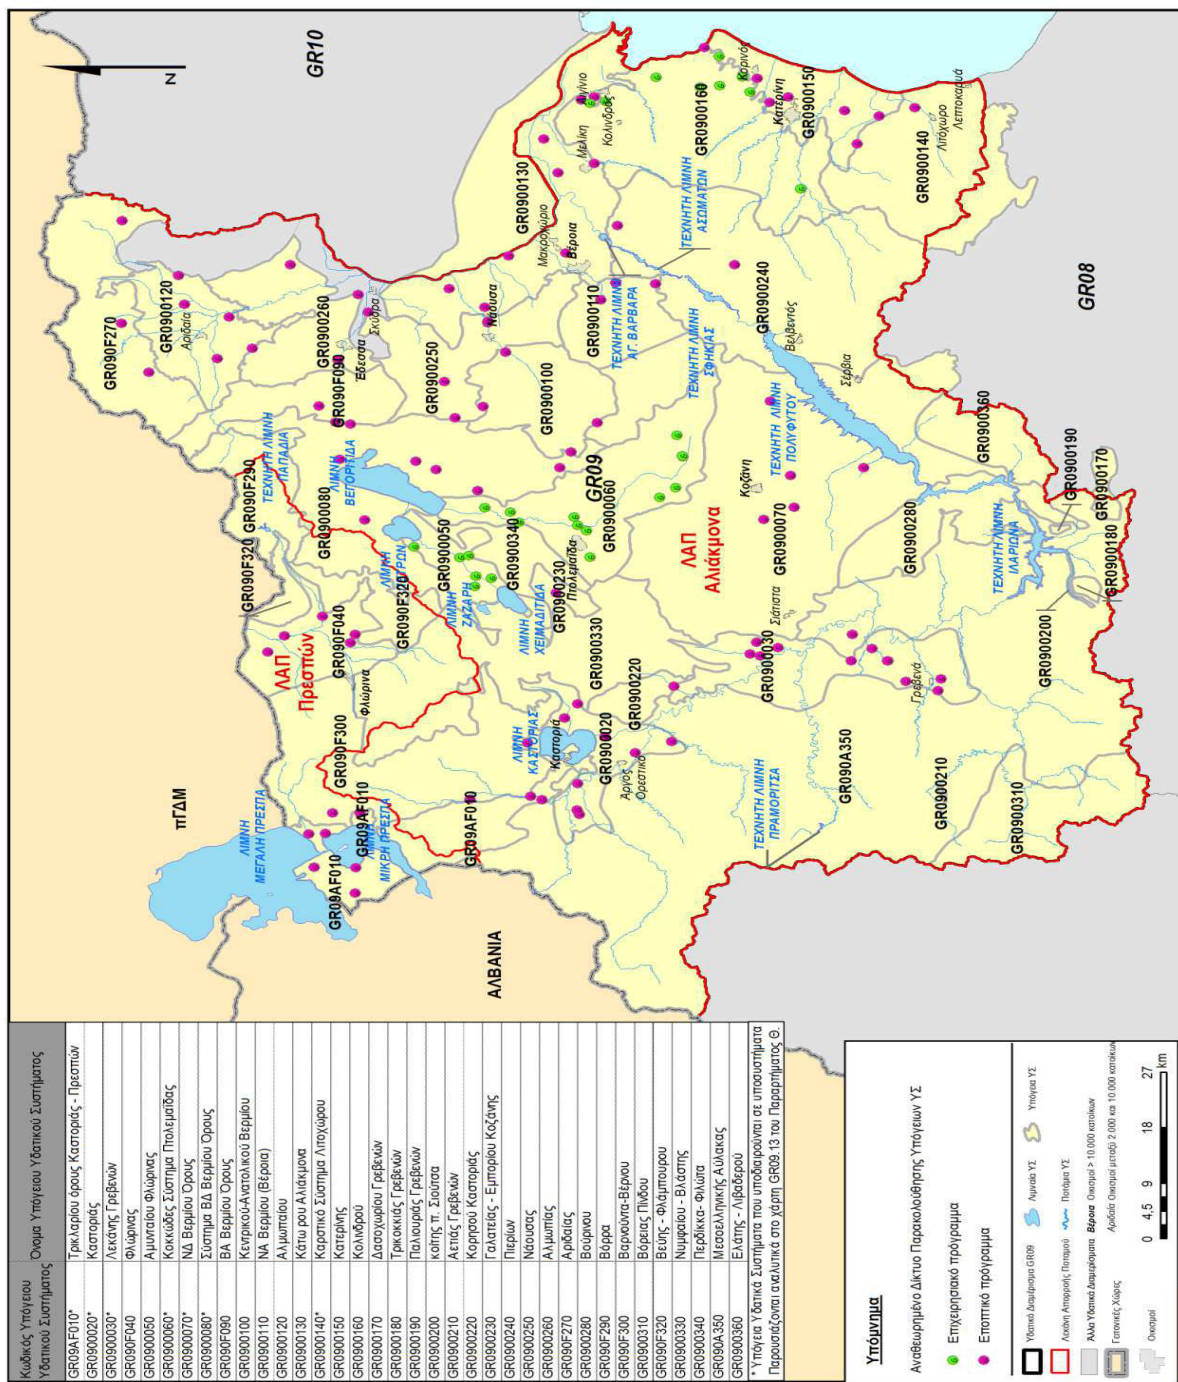 Κωδικός Υπόγειου Υδατικού Συστήματος
Όνομα Υπόγειου Υδατικού Συστήματος
GR09AF010* Τρικλαρίου όρους Καστοριάς - Πρεσπών
GR0900020* Καστοριάς
GR0900030* Λεκάνης Γρεβενών
GR090F040 Φλώρινας
GR0900050 Αμυνταίου Φλώρινας
GR0900060* Κοκκώδες Σύστημα Πτολεμαΐδας
GR0900070* ΝΔ Βερμίου Όρους
GR0900080* Σύστημα ΒΔ Βερμίου Όρους
GR090F090 ΒΑ Βερμίου Όρους
GR0900100 Κεντρικού-Ανατολικού Βερμίου
GR0900110 ΝΑ Βερμίου (Βέροια)
GR0900120 Αλμωπαίου
GR0900130 Κάτω ρου Αλιάκμονα
GR0900140* Καρστικό Σύστημα Λιτοχώρου
GR0900150 Κατερίνης
GR0900160 Κολινδρού
GR0900170 Δασοχωρίου Γρεβενών
GR0900180 Τρικοκκιάς Γρεβενών
GR0900190 Παλιουριάς Γρεβενών
GR0900200 κοίτης π. Σιούτσα
GR0900210 Αετιάς Γρεβενών
GR0900220 Κορησού Καστοριάς
GR0900230 Γαλατείας - Εμπορίου Κοζάνης
GR0900240 Πιερίων
GR0900250 Νάουσας
GR0900260 Αλμωπίας
GR090F270 Αριδαίας
GR0900280 Βούρινου
GR090F290 Βόρρα
GR090F300 Βαρνούντα-Βέρνου
GR0900310 Βόρειας Πίνδου
GR090F320 Βεύης - Φλάμπουρου
GR0900330 Νυμφαίου - Βλάστης
GR0900340 Περδίκκα- Φιλώτα
GR090A350 Μεσοελληνικής Αύλακας
GR0900360 Ελάτης - Λιβαδερού
* Υπόγεια Υδατικά Συστήματα που υποδιαιρούνται σε υποσυστήματα
Παρουσιάζονται αναλυτικά στο χάρτη GR09.13 του Παραρτήματος Θ.
Υπόμνημα
Αναθεωρημένο Δίκτυο Παρακολούθησης Υπόγειων ΥΣ
Επιχειρησιακό πρόγραμμα
Εποπτικό πρόγραμμα
Υδατικό Διαμέρισμα GR09
Λιμναία ΥΣ
Υπόγεια ΥΣ
Λεκάνη Απορροής Ποταμού
Ποτάμια ΥΣ
Άλλα Υδατικά Διαμερίσματα
Βέροια Οικισμοί > 10.000 κατοίκων
Γειτονικές Χώρες
Αριδαία Οικισμοί μεταξύ 2.000 και 10.000 κατοίκων
Οικισμοί
0 4,5 9 18 27
km
N
πΓΔΜ
ΑΛΒΑΝΙΑ
GR10
GR08
GR09
ΛΑΠ
Πρεσπών
ΛΑΠ
Αλιάκμονα
ΛΙΜΝΗ
ΜΕΓΑΛΗ ΠΡΕΣΠΑ
ΛΙΜΝΗ
ΜΙΚΡΗ ΠΡΕΣΠΑ
GR09AF010
GR09AF010
GR09AF010
GR090F300
GR090F040
Φλώρινα
GR090F320
GR090F320
GR090F290
ΤΕΧΝΗΤΗ ΛΙΜΝΗ
ΠΑΠΑΔΙΑ
GR0900080
ΛΙΜΝΗ
ΒΕΓΟΡΙΤΙΔΑ
ΛΙΜΝΗ
GR0900050
ΛΙΜΝΗ
ΖΑΖΑΡΗ
ΛΙΜΝΗ
ΧΕΙΜΑΔΙΤΙΔΑ
GR0900340
GR0900230
Πτολεμαΐδα
GR0900060
GR0900330
GR0900220
ΛΙΜΝΗ
ΚΑΣΤΟΡΙΑΣ
Καστοριά
GR0900020
Άργος
Ορεστικό
ΤΕΧΝΗΤΗ ΛΙΜΝΗ
ΠΡΑΜΟΡΙΤΣΑ
GR090A350
GR0900210
GR0900310
GR0900030
Σιάτιστα
Γρεβενά
GR0900200
GR0900180
GR0900170
GR0900190
GR0900360
ΤΕΧΝΗΤΗ ΛΙΜΝΗ
ΙΛΑΡΙΩΝΑ
GR0900280
GR0900070
Κοζάνη
ΤΕΧΝΗΤΗ ΛΙΜΝΗ
ΠΟΛΥΦΥΤΟΥ
Σέρβια
Βελβεντός
GR0900240
ΤΕΧΝΗΤΗ ΛΙΜΝΗ
ΣΦΗΚΙΑΣ
ΤΕΧΝΗΤΗ ΛΙΜΝΗ
ΑΓ. ΒΑΡΒΑΡΑ
ΤΕΧΝΗΤΗ ΛΙΜΝΗ
ΑΣΩΜΑΤΩΝ
GR0900110
GR0900100
GR0900250
GR090F090
GR0900260
Έδεσσα
Σκύδρα
Νάουσα
Βέροια
Μακροχώρι
GR0900130
GR090F270
GR0900120
Αριδαία
Μελίκη
Αιγίνιο
Κολινδρός
GR0900160
Κορινός
Κατερίνη
GR0900150
GR0900140
Λιτόχωρο
Λεπτοκαρυά